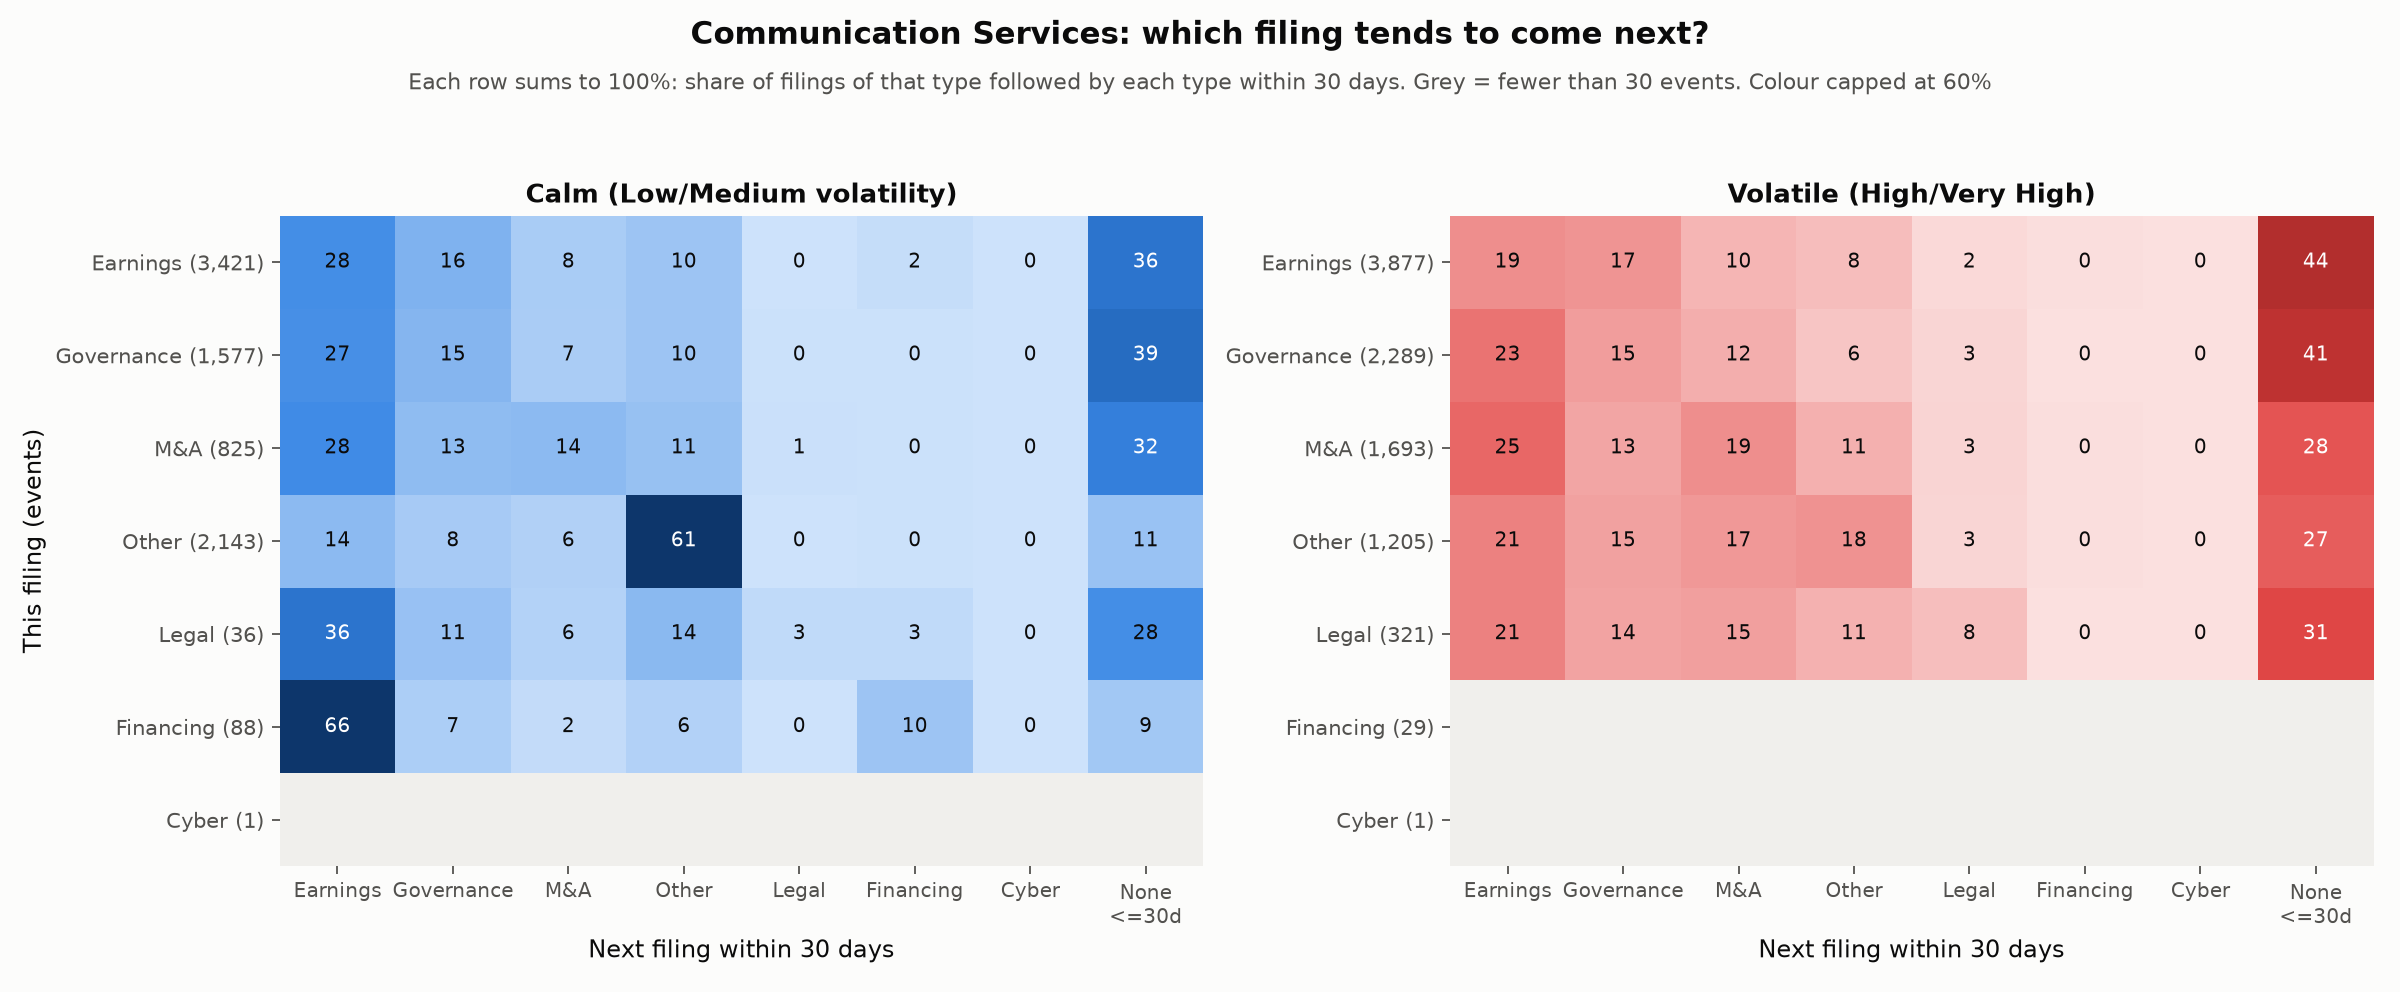 Communication Services: which filing tends to come next?
Each row sums to 100%: share of filings of that type followed by each type within 30 days. Grey = fewer than 30 events. Colour capped at 60%
Calm (Low/Medium volatility)
This filing (events)
Earnings (3,421) 28 16 8 10 0 2 0 36
Governance (1,577) 27 15 7 10 0 0 0 39
M&A (825) 28 13 14 11 1 0 0 32
Other (2,143) 14 8 6 61 0 0 0 11
Legal (36) 36 11 6 14 3 3 0 28
Financing (88) 66 7 2 6 0 10 0 9
Cyber (1)
Earnings Governance M&A Other Legal Financing Cyber None
<=30d
Next filing within 30 days
Volatile (High/Very High)
Earnings (3,877) 19 17 10 8 2 0 0 44
Governance (2,289) 23 15 12 6 3 0 0 41
M&A (1,693) 25 13 19 11 3 0 0 28
Other (1,205) 21 15 17 18 3 0 0 27
Legal (321) 21 14 15 11 8 0 0 31
Financing (29)
Cyber (1)
Earnings Governance M&A Other Legal Financing Cyber None
<=30d
Next filing within 30 days